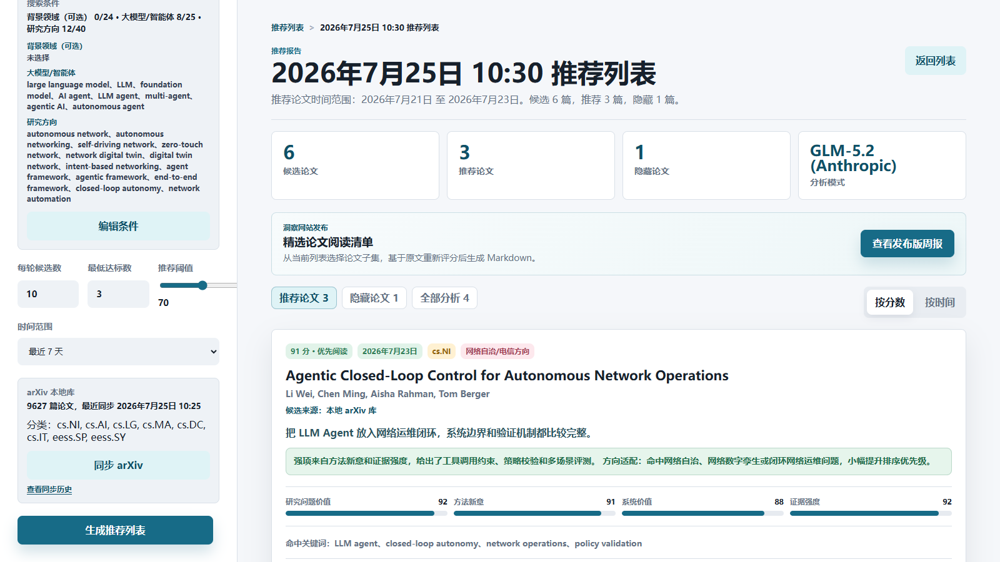 搜索条件
背景领域（可选） 0/24 • 大模型/智能体 8/25 •
研究方向 12/40
背景领域（可选）
未选择
大模型/智能体
large language model、LLM、foundation
model、AI agent、LLM agent、multi-agent、
agentic AI、autonomous agent
研究方向
autonomous network、autonomous
networking、self-driving network、zero-touch
network、network digital twin、digital twin
network、intent-based networking、agent
framework、agentic framework、end-to-end
framework、closed-loop autonomy、network
automation
编辑条件
每轮候选数
最低达标数
推荐阈值
10
3
70
时间范围
最近 7 天
arXiv 本地库
9627 篇论文，最近同步 2026年7月25日 10:25
分类：cs.NI, cs.AI, cs.LG, cs.MA, cs.DC,
cs.IT, eess.SP, eess.SY
同步 arXiv
查看同步历史
生成推荐列表
推荐列表 > 2026年7月25日 10:30 推荐列表
推荐报告
2026年7月25日 10:30 推荐列表
返回列表
推荐论文时间范围：2026年7月21日 至 2026年7月23日。候选 6 篇，推荐 3 篇，隐藏 1 篇。
6
候选论文
3
推荐论文
1
隐藏论文
GLM-5.2
(Anthropic)
分析模式
洞察网站发布
精选论文阅读清单
从当前列表选择论文子集，基于原文重新评分后生成 Markdown。
查看发布版周报
推荐论文 3
隐藏论文 1
全部分析 4
按分数
按时间
91 分 • 优先阅读
2026年7月23日
cs.NI
网络自治/电信方向
Agentic Closed-Loop Control for Autonomous Network Operations
Li Wei, Chen Ming, Aisha Rahman, Tom Berger
候选来源：本地 arXiv 库
把 LLM Agent 放入网络运维闭环，系统边界和验证机制都比较完整。
强项来自方法新意和证据强度，给出了工具调用约束、策略校验和多场景评测。 方向适配：命中网络自治、网络数字孪生或闭环网络运维问题，小幅提升排序优先级。
研究问题价值 92
方法新意 91
系统价值 88
证据强度 92
命中关键词：LLM agent、closed-loop autonomy、network operations、policy validation